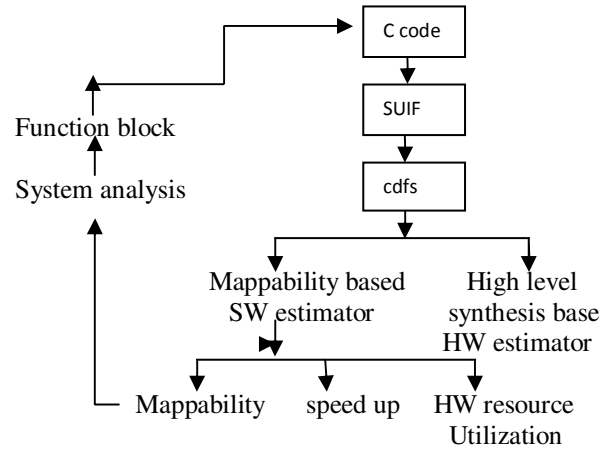 C code
SUIF
cdfs
Function block
System analysis
Mappability based
SW estimator
High level
synthesis base
HW estimator
Mappability
speed up
HW resource
Utilization